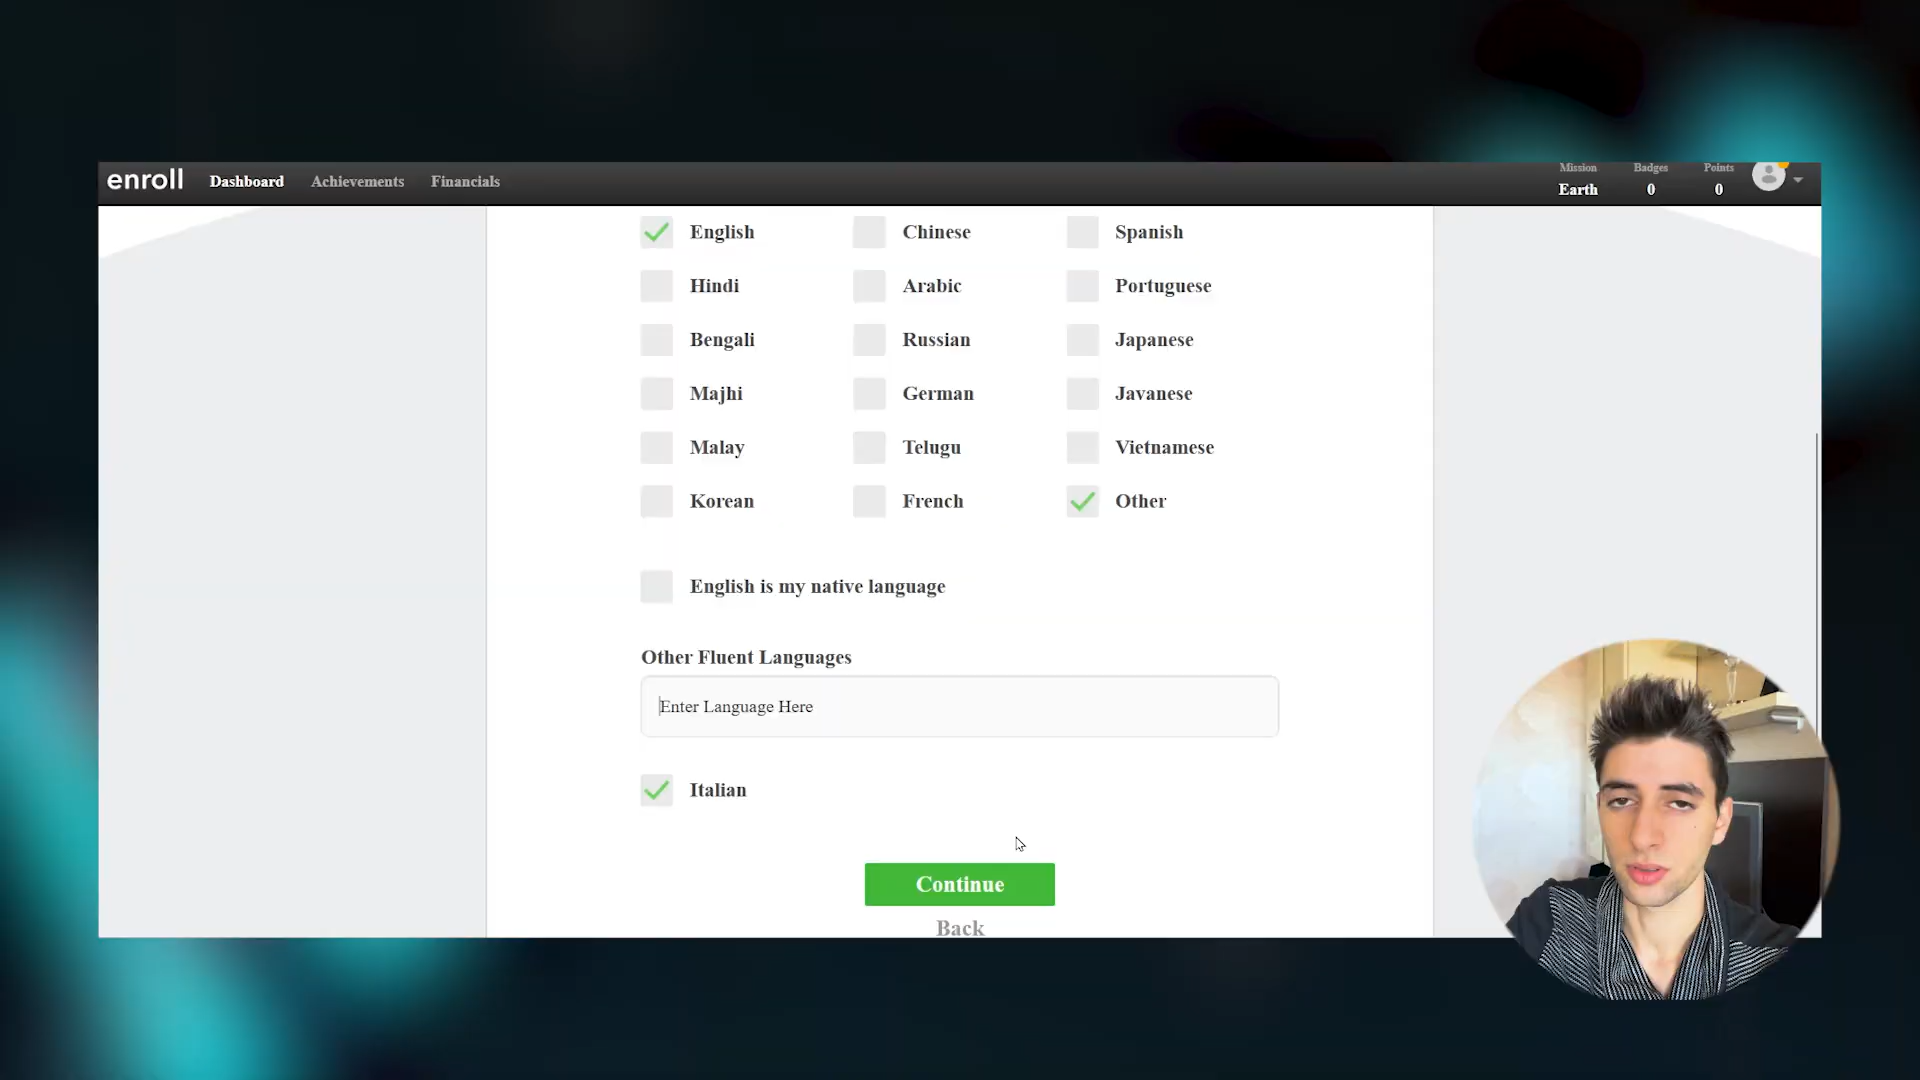 enroll Dashboard Achievements Financials
Mission Badges Points
Earth 0 0
English Chinese Spanish
Hindi Arabic Portuguese
Bengali Russian Japanese
Majhi German Javanese
Malay Telugu Vietnamese
Korean French Other
English is my native language
Other Fluent Languages
Enter Language Here
Italian
Continue
Back